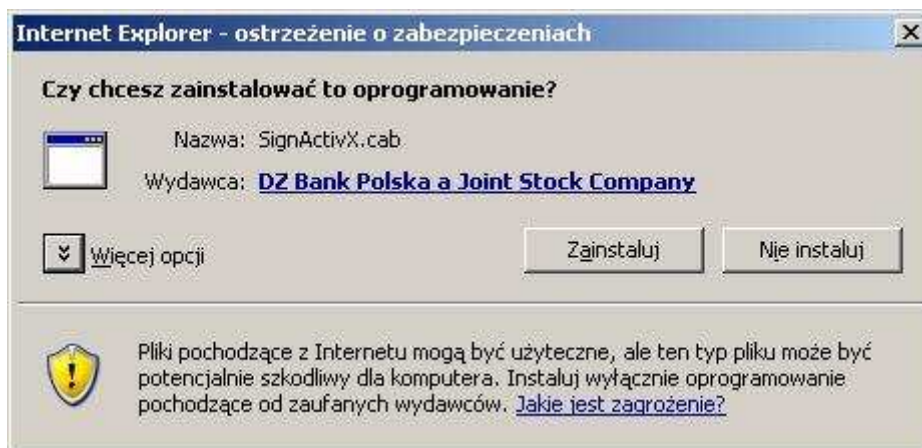 Internet Explorer - ostrzeżenie o zabezpieczeniach
Czy chcesz zainstalować to oprogramowanie?
Nazwa: SignActivX.cab
Wydawca: DZ Bank Polska a Joint Stock Company
Więcej opcji
Zainstaluj
Nie instaluj
Pliki pochodzące z Internetu mogą być użyteczne, ale ten typ pliku może być
potencjalnie szkodliwy dla komputera. Instaluj wyłącznie oprogramowanie
pochodzące od zaufanych wydawców. Jakie jest zagrożenie?